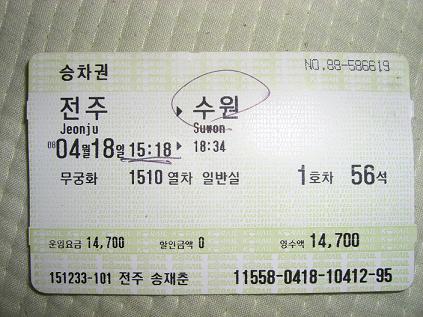 승차권 NO.88-586619
전주 ▶ 수원
Jeonju Suwon
08 04월 18일 15:18 ▶ 18:34
무궁화 1510 열차 일반실 1호차 56석
운임요금 14,700 할인금액 0 영수액 14,700
151233-101 전주 송재춘 11558-0418-10412-95